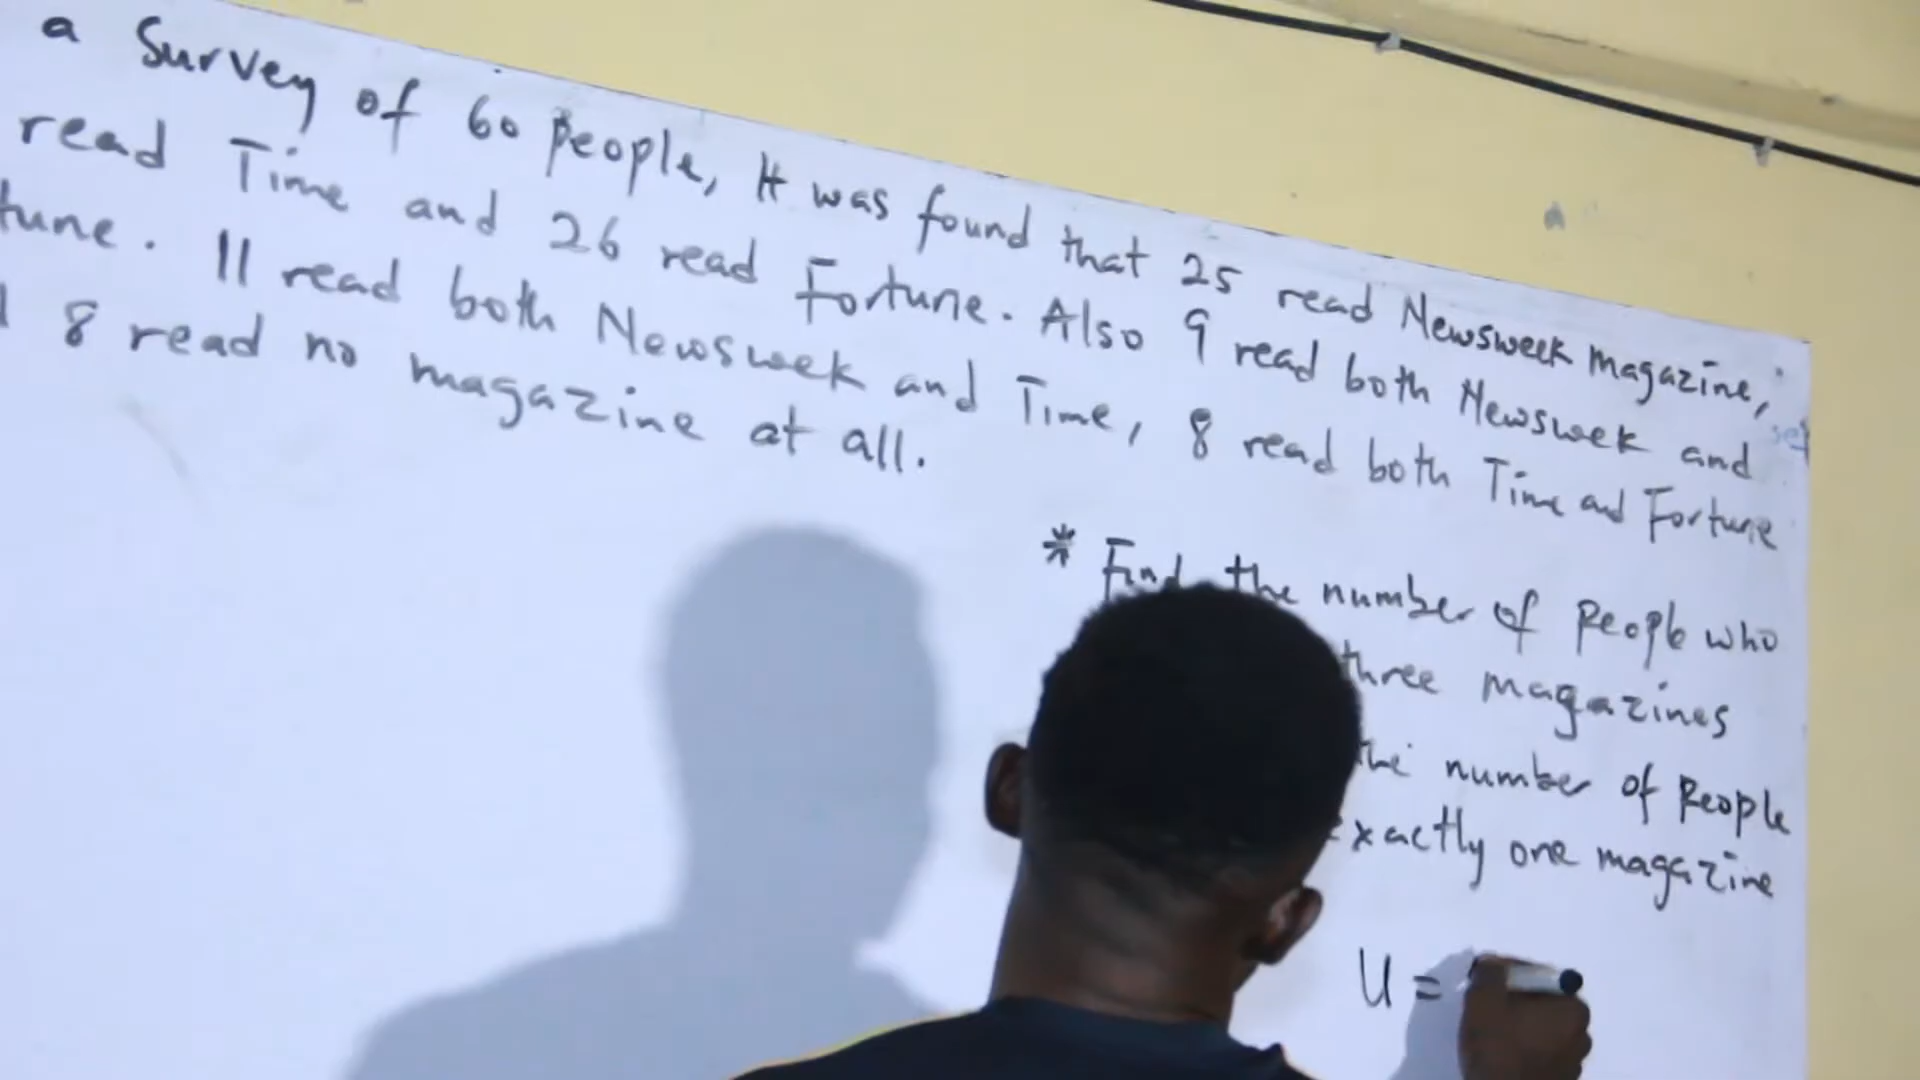 a Survey of 60 people, It was found that 25 read Newsweek magazine,
read Time and 26 read Fortune. Also 9 read both Newsweek and
tune. 11 read both Newsweek and Time, 8 read both Time and Fortune
8 read no magazine at all.
* Find the number of People who
three magazines
the number of People
exactly one magazine
U =